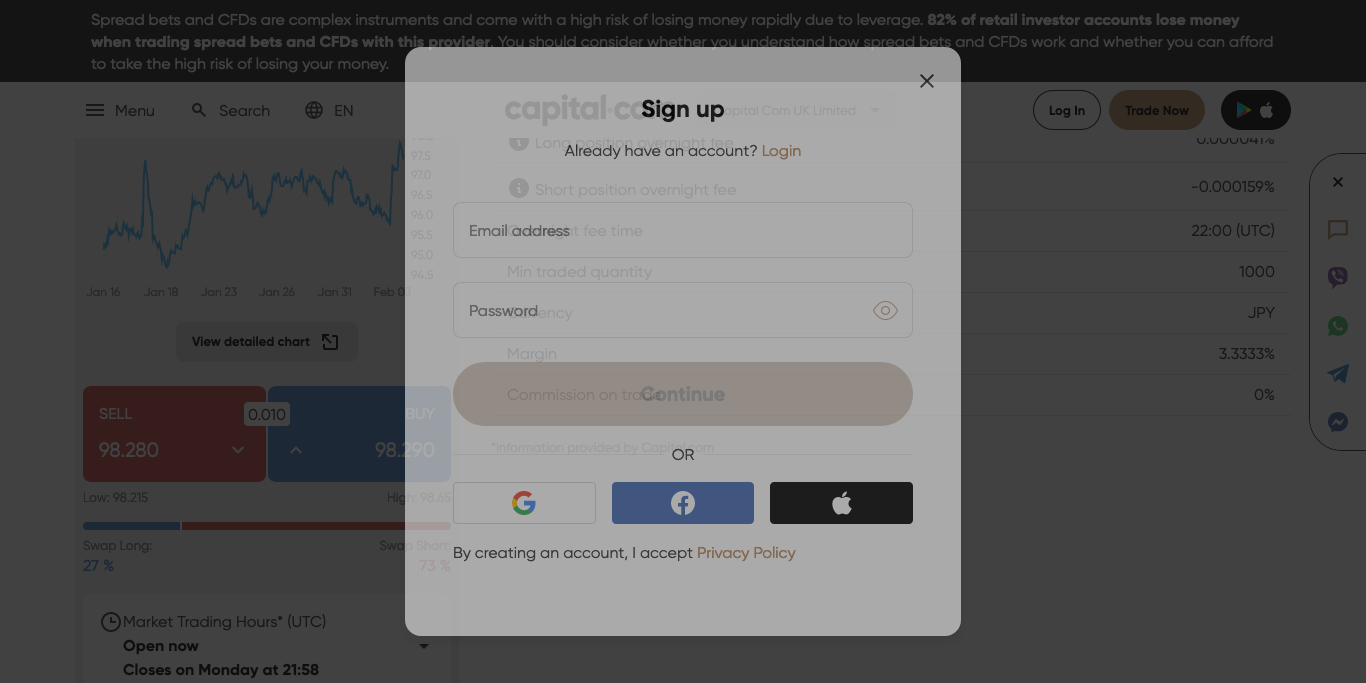 Spread bets and CFDs are complex instruments and come with a high risk of losing money rapidly due to leverage. 82% of retail investor accounts lose money
when trading spread bets and CFDs with this provider. You should consider whether you understand how spread bets and CFDs work and whether you can afford
to take the high risk of losing your money.
Menu
Search
EN
capital.com
Capital Com UK Limited
Log In
Trade Now
Sign up
Already have an account? Login
Email address
Password
Continue
OR
By creating an account, I accept Privacy Policy
97.5
97.0
96.5
96.0
95.5
95.0
94.5
Jan 16 Jan 18 Jan 23 Jan 26 Jan 31 Feb 03
View detailed chart
SELL
98.280
0.010
BUY
98.290
Low: 98.215
High: 98.65
Swap Long:
27 %
Swap Short:
73 %
Market Trading Hours* (UTC)
Open now
Closes on Monday at 21:58
Long position overnight fee
0.000041%
Short position overnight fee
-0.000159%
Overnight fee time
22:00 (UTC)
Min traded quantity
1000
Currency
JPY
Margin
3.3333%
Commission on trade
0%
*Information provided by Capital.com